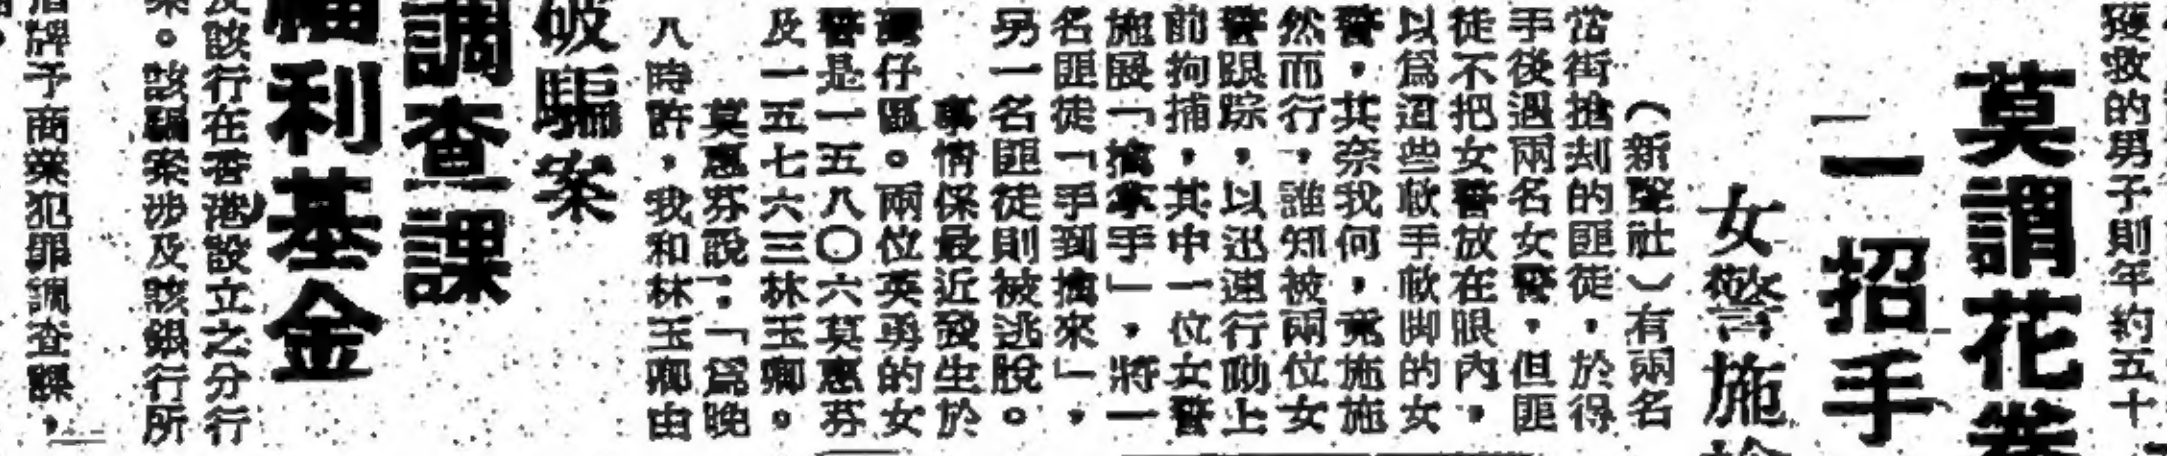 獲救的男子則年約五十
莫謂花拳
一招手
女警施
（新聲社）有兩名
當街搶刦的匪徒，於得
手後遇兩名女警，但匪
徒不把女警放在眼內，
以爲這些軟手軟脚的女
警，其奈我何，竟施施
然而行，誰知被兩位女
警跟踪，以迅速行動上
前拘捕，其中一位女警
施展「擒拿手」，將一
名匪徒「手到擒來」，
另一名匪徒則被逃脫。
事情保最近發生於
灣仔區。兩位英勇的女
警是一五八〇六莫惠芬
及一五七六三林玉卿。
莫惠芬說：「爲晚
八時許，我和林玉卿由
破騙案
調查課
福利基金
及該行在香港設立之分行
案。該騙案涉及該銀行所
牌予商業犯罪調查課，